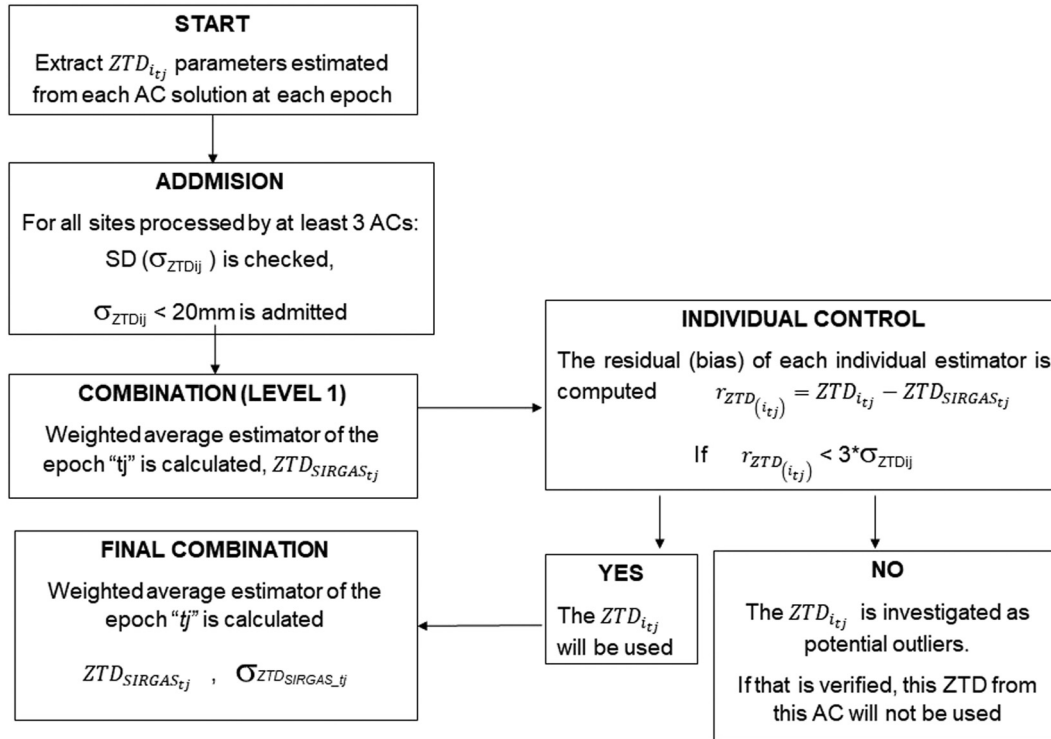 START
Extract ZTD_{i_{tj}} parameters estimated
from each AC solution at each epoch
ADDMISION
For all sites processed by at least 3 ACs:
SD (σ_{ZTDij} ) is checked,
σ_{ZTDij} < 20mm is admitted
COMBINATION (LEVEL 1)
Weighted average estimator of the
epoch “tj” is calculated, ZTD_{SIRGAS_{tj}}
INDIVIDUAL CONTROL
The residual (bias) of each individual estimator is
computed r_{ZTD_{(i_{tj})}} = ZTD_{i_{tj}} − ZTD_{SIRGAS_{tj}}
If r_{ZTD_{(i_{tj})}} < 3*σ_{ZTDij}
YES
The ZTD_{i_{tj}}
will be used
NO
The ZTD_{i_{tj}} is investigated as
potential outliers.
If that is verified, this ZTD from
this AC will not be used
FINAL COMBINATION
Weighted average estimator of the
epoch “tj” is calculated
ZTD_{SIRGAS_{tj}} , σ_{ZTD_{SIRGAS_tj}}